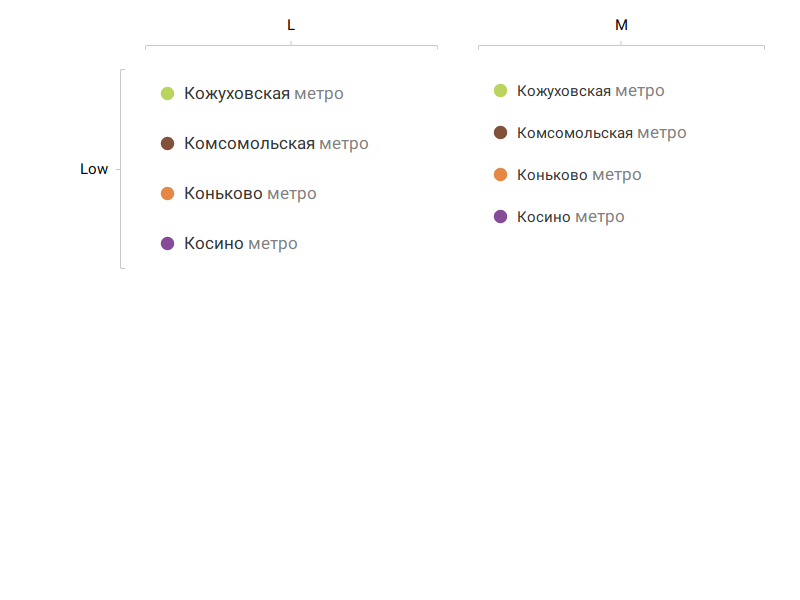 L
M
Low
Кожуховская метро
Комсомольская метро
Коньково метро
Косино метро
Кожуховская метро
Комсомольская метро
Коньково метро
Косино метро